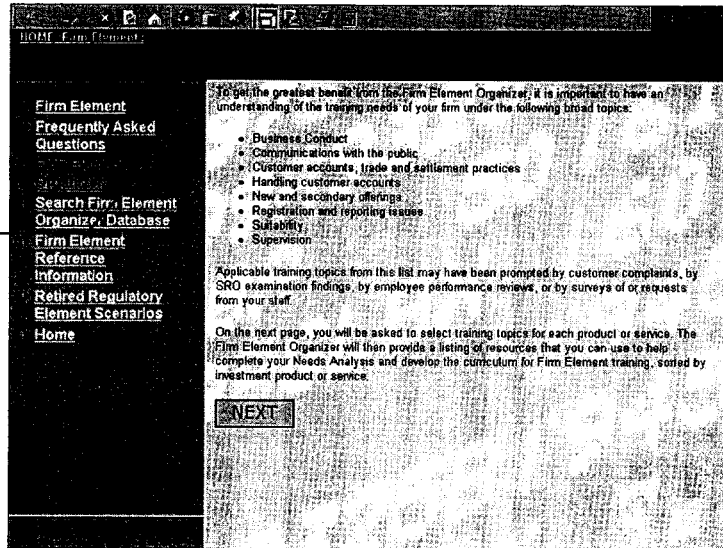 HOME Firm Elements
Firm Element
Frequently Asked
Questions
Search Firm Element
Organizer Database
Firm Element
Reference
Information
Retired Regulatory
Element Scenarios
Home
To get the greatest benefit from the Firm Element Organizer, it is important to have an
understanding of the training needs of your firm under the following broad topics:
• Business Conduct
• Communications with the public
• Customer accounts, trade and settlement practices
• Handling customer accounts
• New and secondary offerings
• Registration and reporting issues
• Suitability
• Supervision
Applicable training topics from this list may have been prompted by customer complaints, by
SRO examination findings, by employee performance reviews, or by surveys of or requests
from your staff.
On the next page, you will be asked to select training topics for each product or service. The
Firm Element Organizer will then provide a listing of resources that you can use to help
complete your Needs Analysis and develop the curriculum for Firm Element training, sorted by
investment product or service.
NEXT